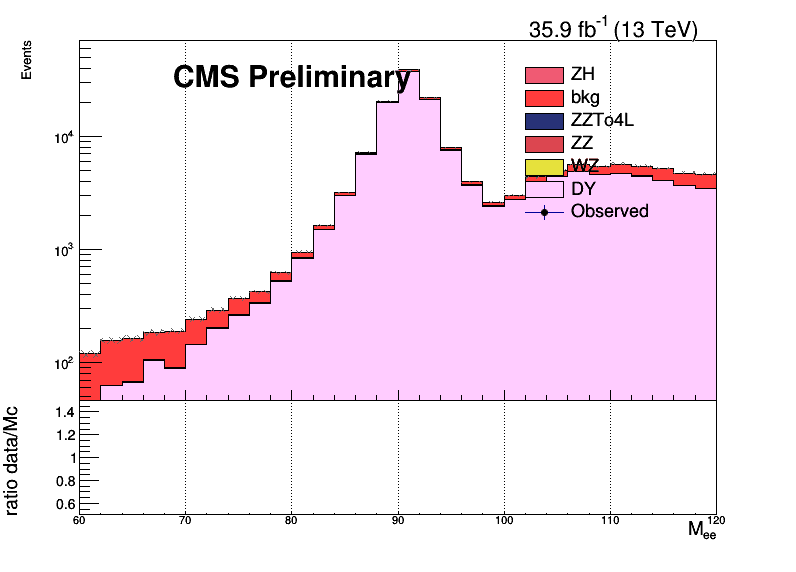 35.9 fb-1 (13 TeV)
Events
CMS Preliminary
ZH
bkg
ZZTo4L
ZZ
WZ
DY
Observed
10^4
10^3
10^2
ratio data/Mc
1.4
1.2
1
0.8
0.6
60 70 80 90 100 110 120
Mee